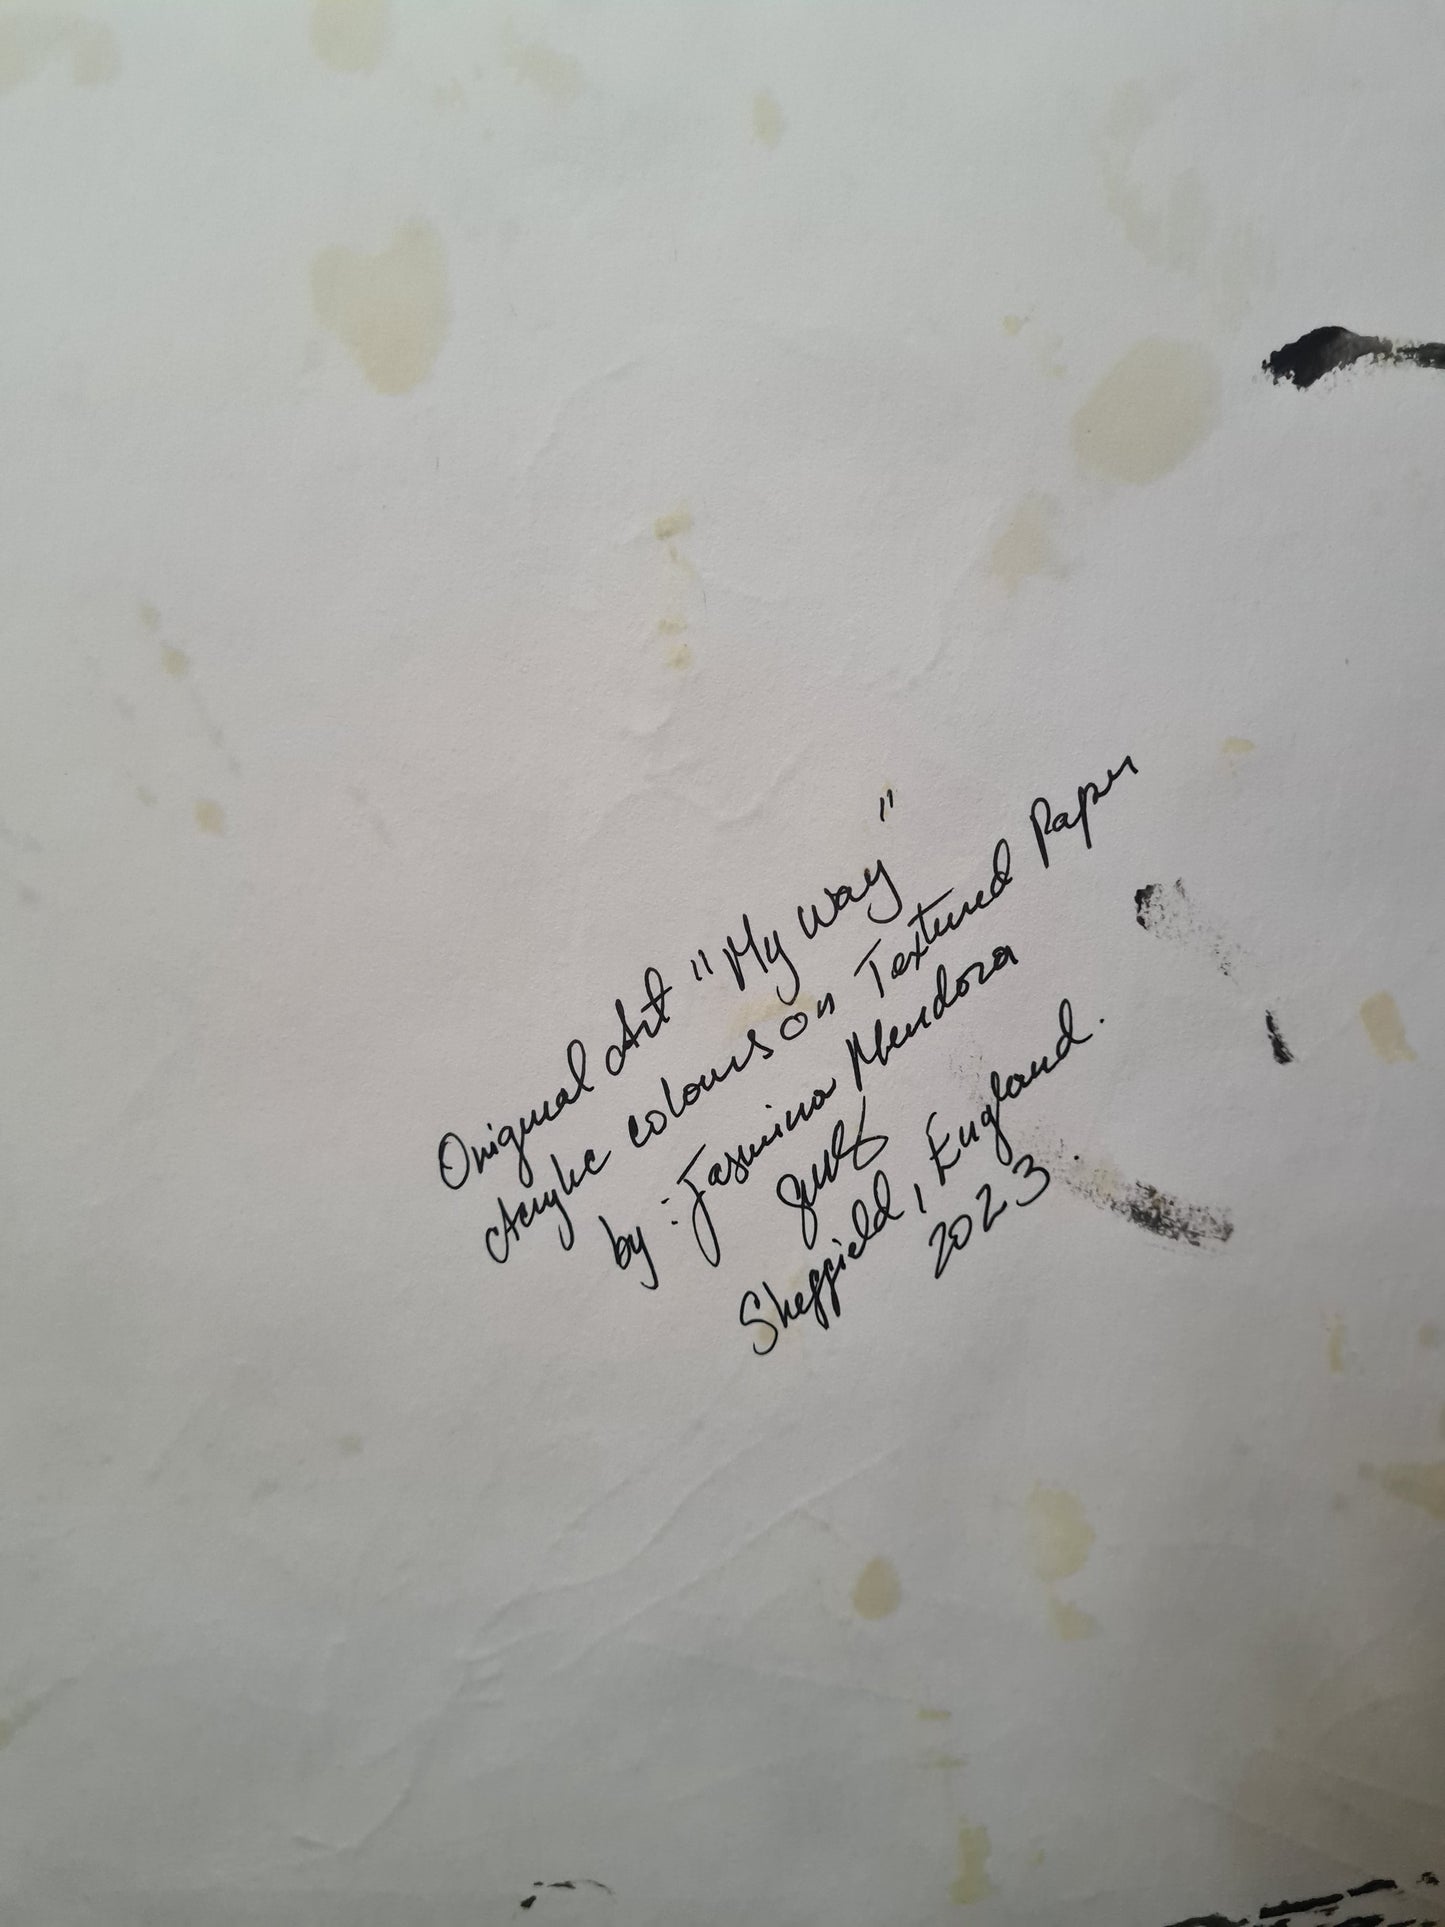 Original Art "My Way"
Acrylic colours on Textured Paper
by: Jasmina Mendoza
Sheffield, England.
2023.